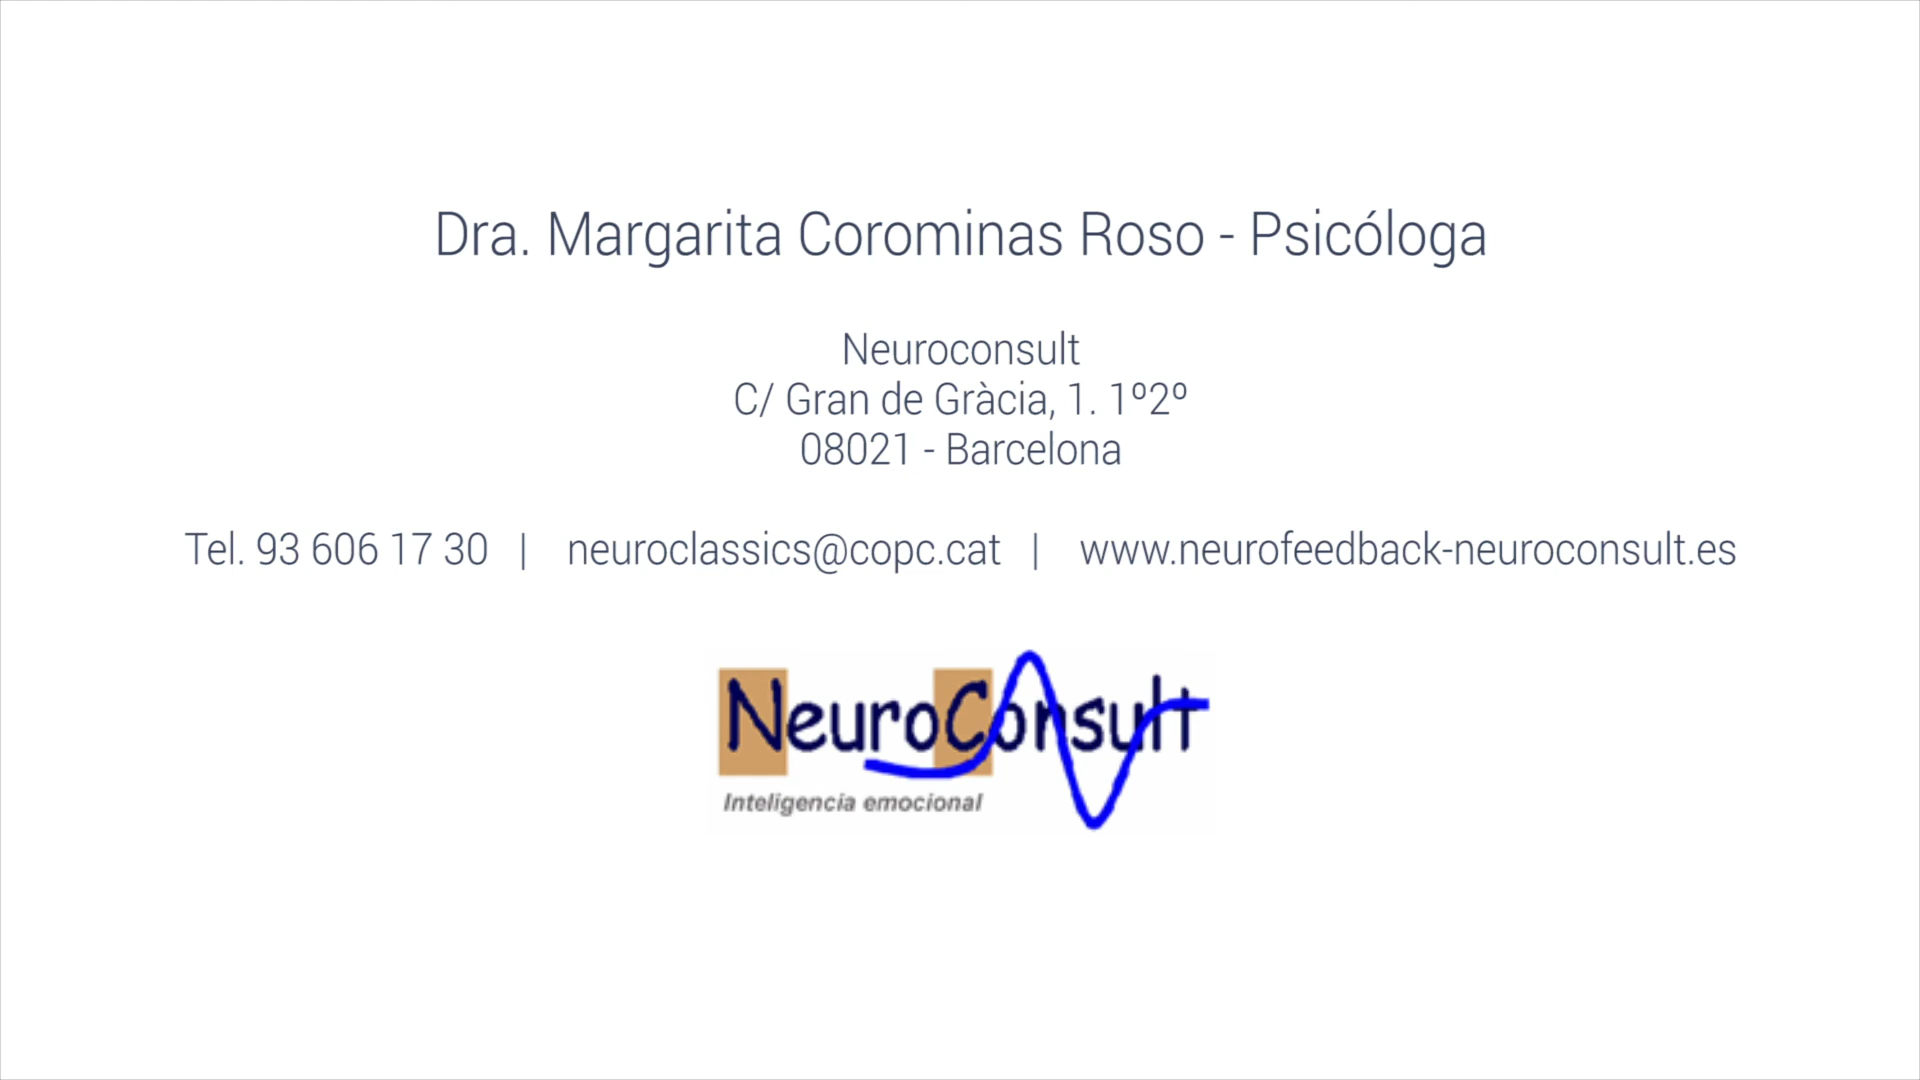 Dra. Margarita Corominas Roso - Psicóloga
Neuroconsult
C/ Gran de Gràcia, 1. 1º2º
08021 - Barcelona
Tel. 93 606 17 30 | neuroclassics@copc.cat | www.neurofeedback-neuroconsult.es
NeuroConsult
Inteligencia emocional